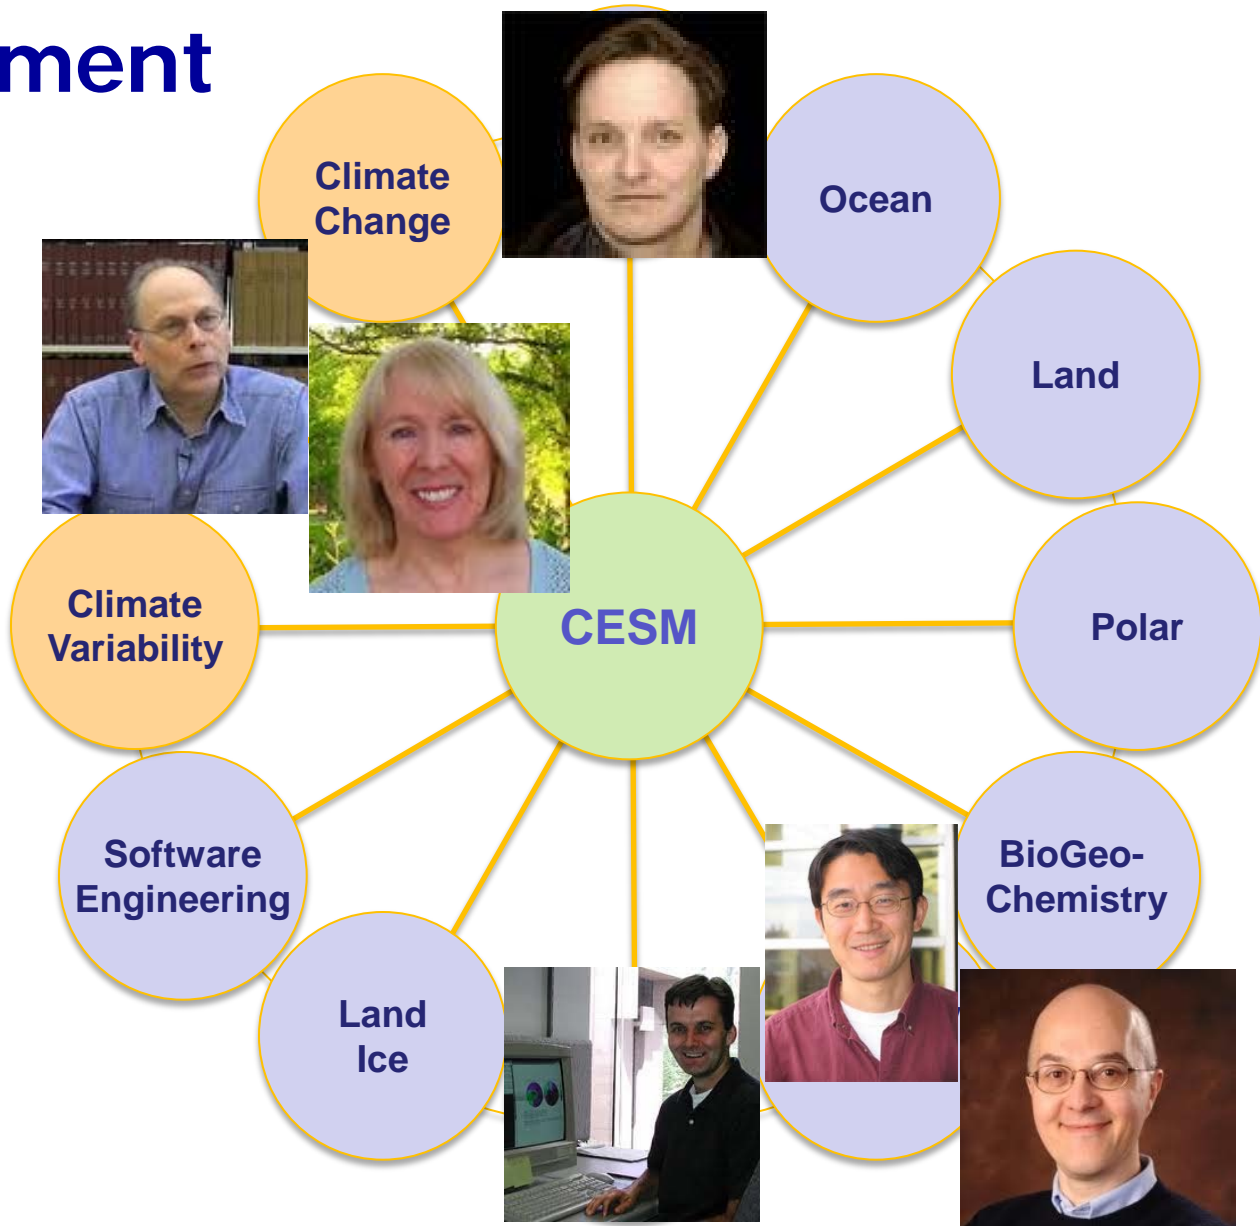 ment
Climate
Change
Ocean
Land
Climate
Variability
CESM
Polar
Software
Engineering
BioGeo-
Chemistry
Land
Ice